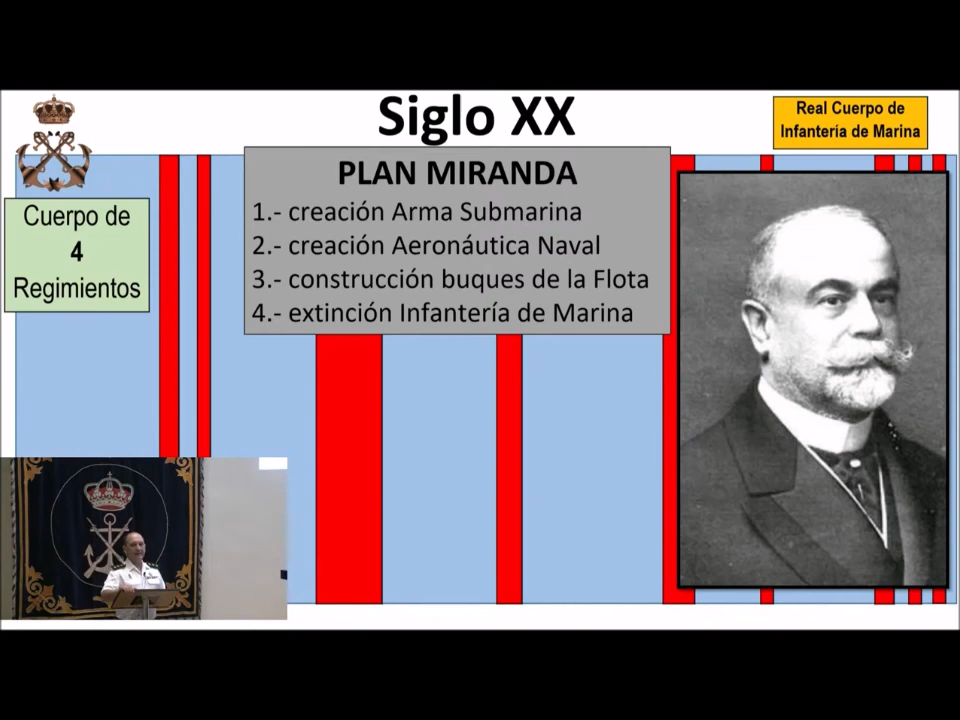 Siglo XX
Real Cuerpo de
Infantería de Marina
PLAN MIRANDA
1.- creación Arma Submarina
2.- creación Aeronáutica Naval
3.- construcción buques de la Flota
4.- extinción Infantería de Marina
Cuerpo de
4
Regimientos